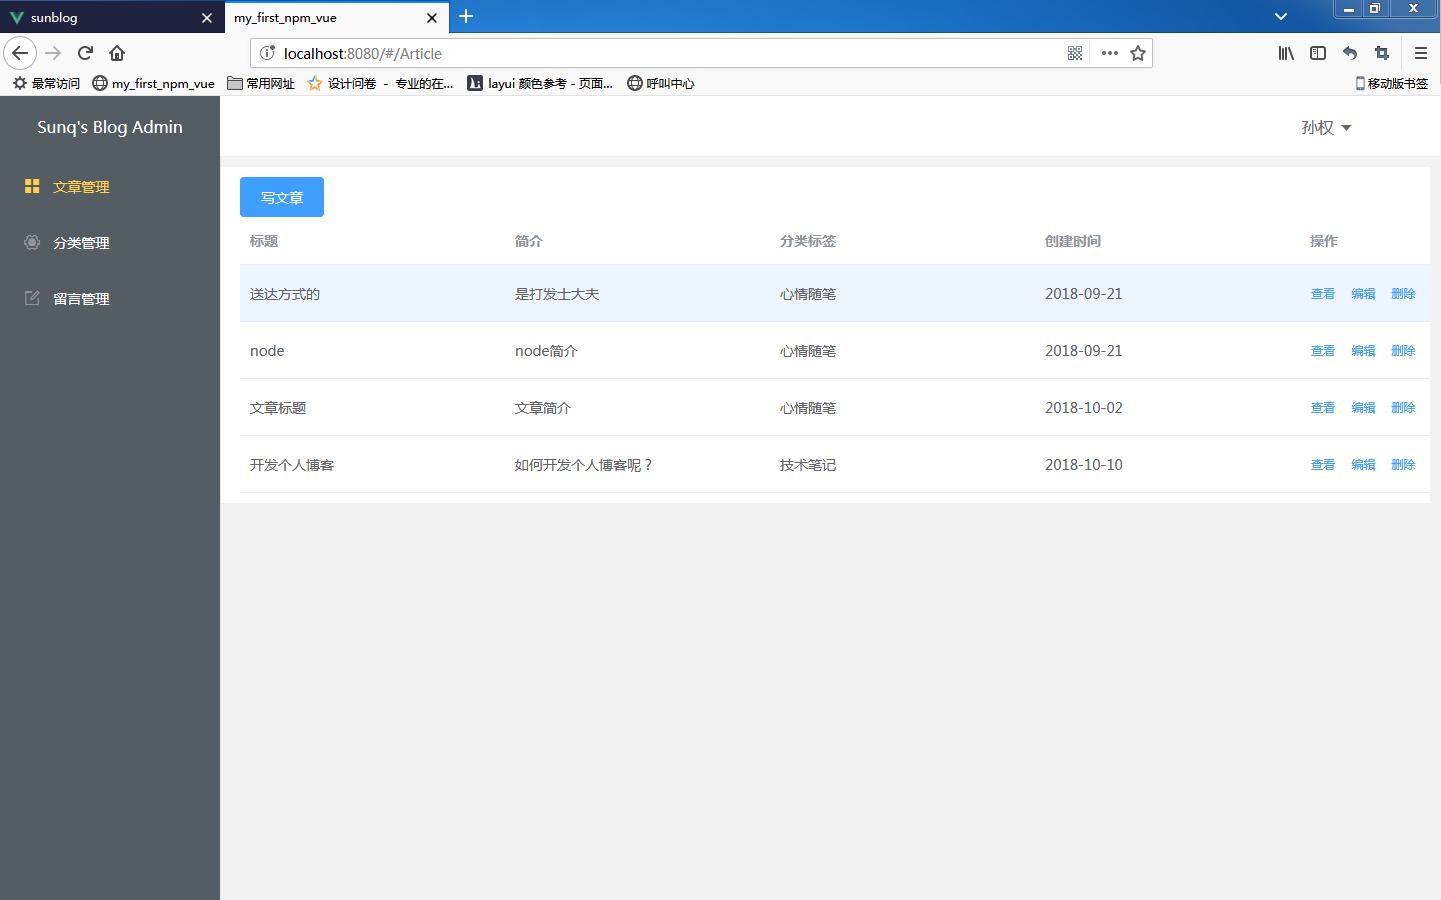 sunblog
my_first_npm_vue
localhost:8080/#/Article
最常访问 my_first_npm_vue 常用网址 设计问卷 - 专业的在... layui 颜色参考 - 页面... 呼叫中心 移动版书签
Sunq's Blog Admin
孙权
文章管理
分类管理
留言管理
写文章
标题 简介 分类标签 创建时间 操作
送达方式的 是打发士大夫 心情随笔 2018-09-21 查看 编辑 删除
node node简介 心情随笔 2018-09-21 查看 编辑 删除
文章标题 文章简介 心情随笔 2018-10-02 查看 编辑 删除
开发个人博客 如何开发个人博客呢？ 技术笔记 2018-10-10 查看 编辑 删除